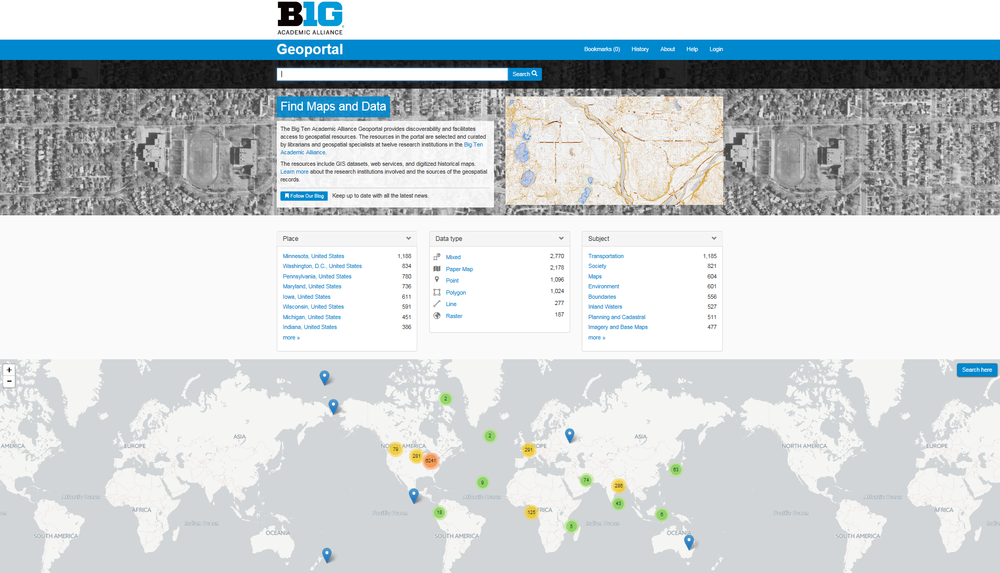 B1G®
ACADEMIC ALLIANCE
Geoportal
Bookmarks (0) History About Help Login
Search
Find Maps and Data
The Big Ten Academic Alliance Geoportal provides discoverability and facilitates
access to geospatial resources. The resources in the portal are selected and curated
by librarians and geospatial specialists at twelve research institutions in the Big Ten
Academic Alliance.
The resources include GIS datasets, web services, and digitized historical maps.
Learn more about the research institutions involved and the sources of the geospatial
records.
Follow Our Blog Keep up to date with all the latest news.
Place
Minnesota, United States 1,188
Washington, D.C., United States 834
Pennsylvania, United States 780
Maryland, United States 736
Iowa, United States 611
Wisconsin, United States 591
Michigan, United States 451
Indiana, United States 386
more »
Data type
Mixed 2,770
Paper Map 2,178
Point 1,096
Polygon 1,024
Line 277
Raster 187
Subject
Transportation 1,185
Society 821
Maps 604
Environment 601
Boundaries 556
Inland Waters 527
Planning and Cadastral 511
Imagery and Base Maps 477
more »
+
−
Search here
2
2
ASIA
ASIA
AMERICA
EUROPE
NORTH AMERICA
79
291
ROPE
NORTH AMERICA
EUROPE
281
6241
63
9
74
286
Atlantic Ocean
Atlantic Ocean
Atlantic Ocean
43
AFRICA
18
125
FRICA
6
AFRICA
an
Pacific Ocean
Pacific Ocean
Indian Ocean
Indian Ocean
India
5
SOUTH AMERICA
OCEANIA
SOUTH AMERICA
OCEANIA
SOUTH AMERICA